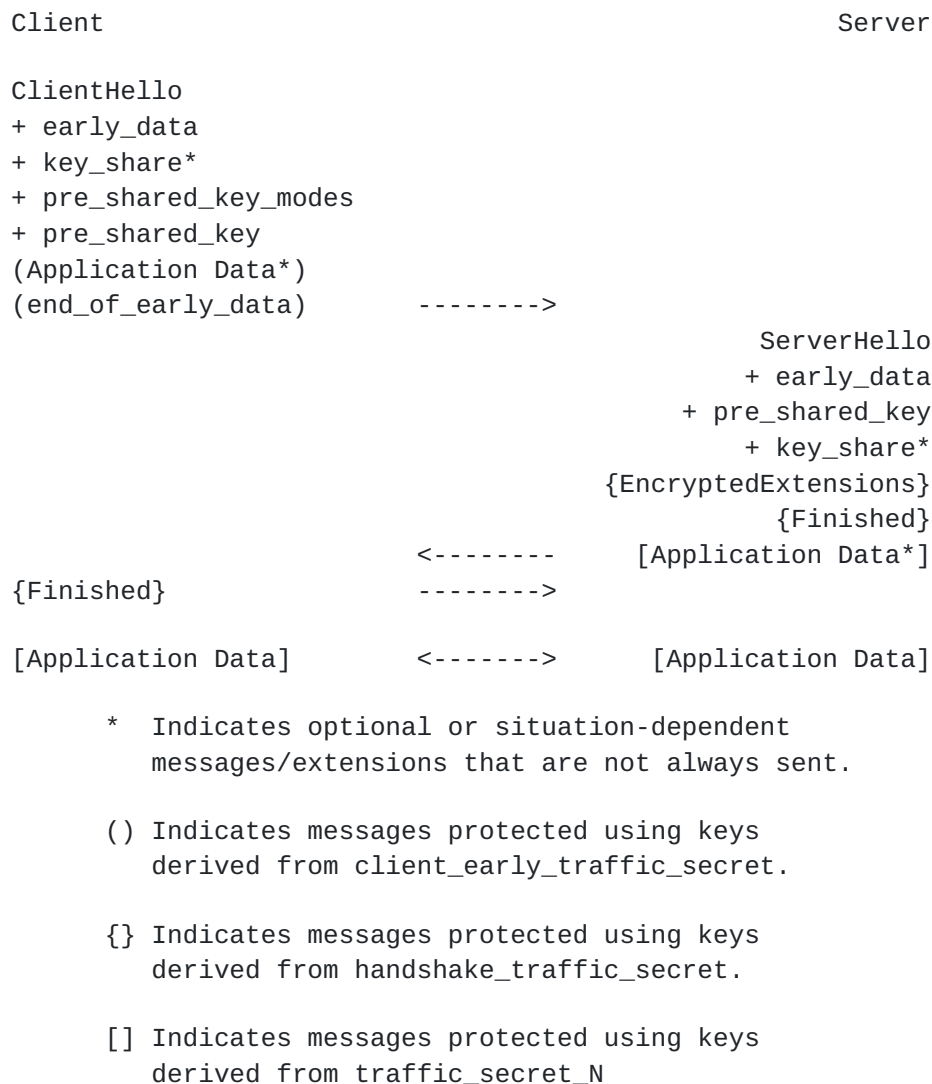 Client                                               Server

ClientHello
+ early_data
+ key_share*
+ pre_shared_key_modes
+ pre_shared_key
(Application Data*)
(end_of_early_data)       -------->
                                                ServerHello
                                               + early_data
                                           + pre_shared_key
                                               + key_share*
                                      {EncryptedExtensions}
                                                 {Finished}
                          <--------     [Application Data*]
{Finished}                -------->

[Application Data]        <------->      [Application Data]

      *  Indicates optional or situation-dependent
         messages/extensions that are not always sent.

      () Indicates messages protected using keys
         derived from client_early_traffic_secret.

      {} Indicates messages protected using keys
         derived from handshake_traffic_secret.

      [] Indicates messages protected using keys
         derived from traffic_secret_N